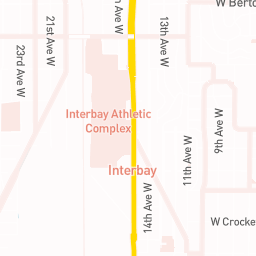 W Berto
21st Ave W
13th Ave W
23rd Ave W
Interbay Athletic
Complex
9th Ave W
11th Ave W
Interbay
14th Ave W
W Crocke